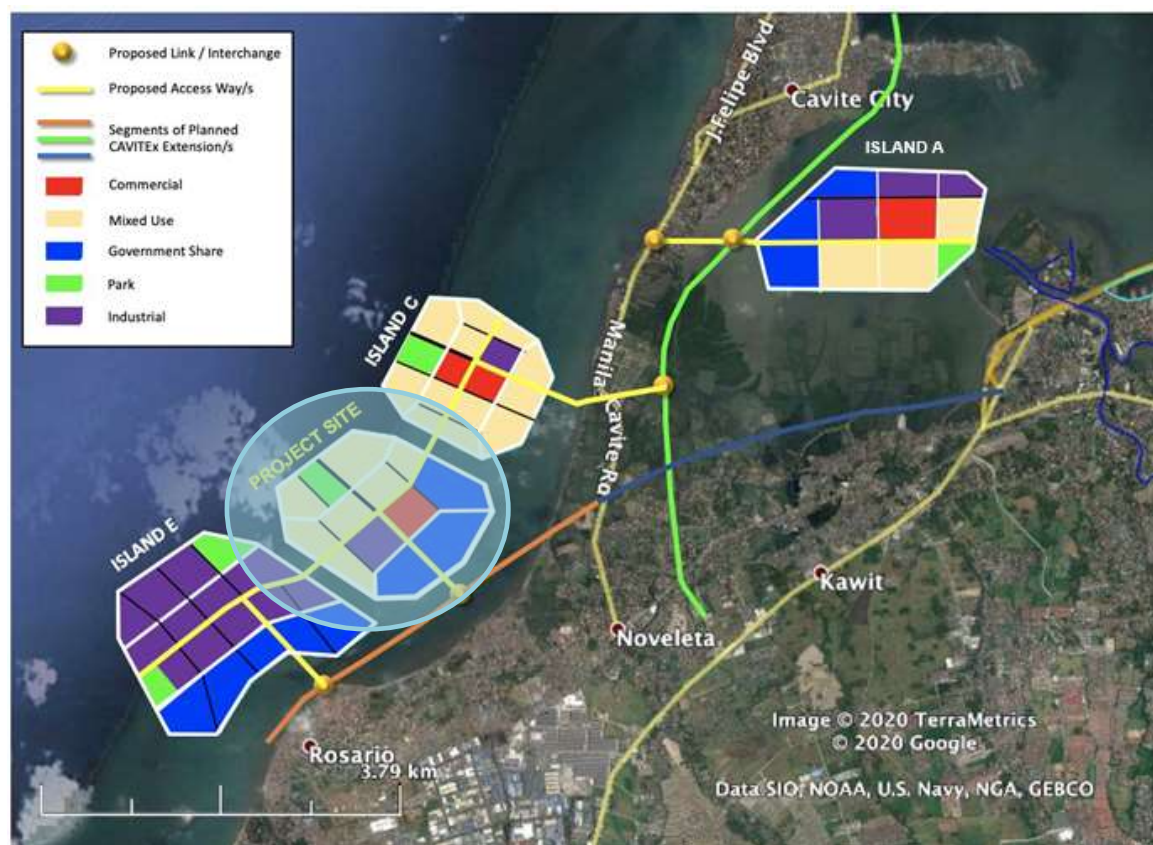 Proposed Link / Interchange
Proposed Access Way/s
Segments of Planned
CAVITEx Extension/s
Commercial
Mixed Use
Government Share
Park
Industrial
J.Felipe Blvd
Cavite City
ISLAND A
ISLAND C
Manila-Cavite Rd
PROJECT SITE
ISLAND E
Kawit
Noveleta
Rosario
3.79 km
Image © 2020 TerraMetrics
© 2020 Google
Data SIO, NOAA, U.S. Navy, NGA, GEBCO